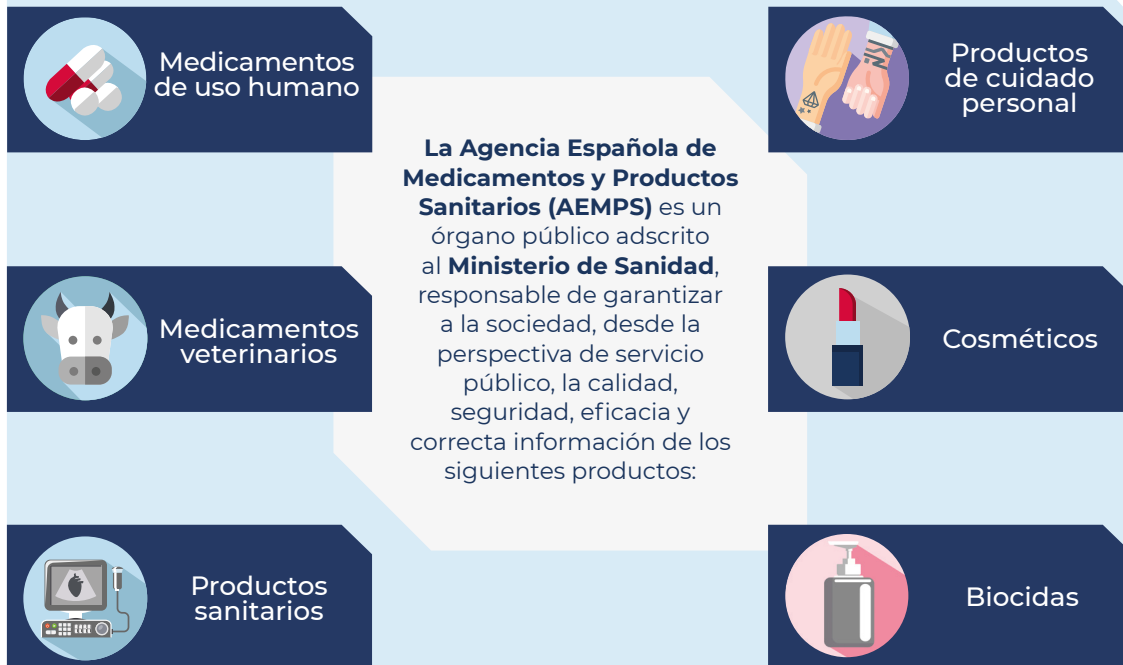 Medicamentos
de uso humano
Medicamentos
veterinarios
Productos
sanitarios
La Agencia Española de
Medicamentos y Productos
Sanitarios (AEMPS) es un
órgano público adscrito
al Ministerio de Sanidad,
responsable de garantizar
a la sociedad, desde la
perspectiva de servicio
público, la calidad,
seguridad, eficacia y
correcta información de los
siguientes productos:
Productos
de cuidado
personal
Cosméticos
Biocidas